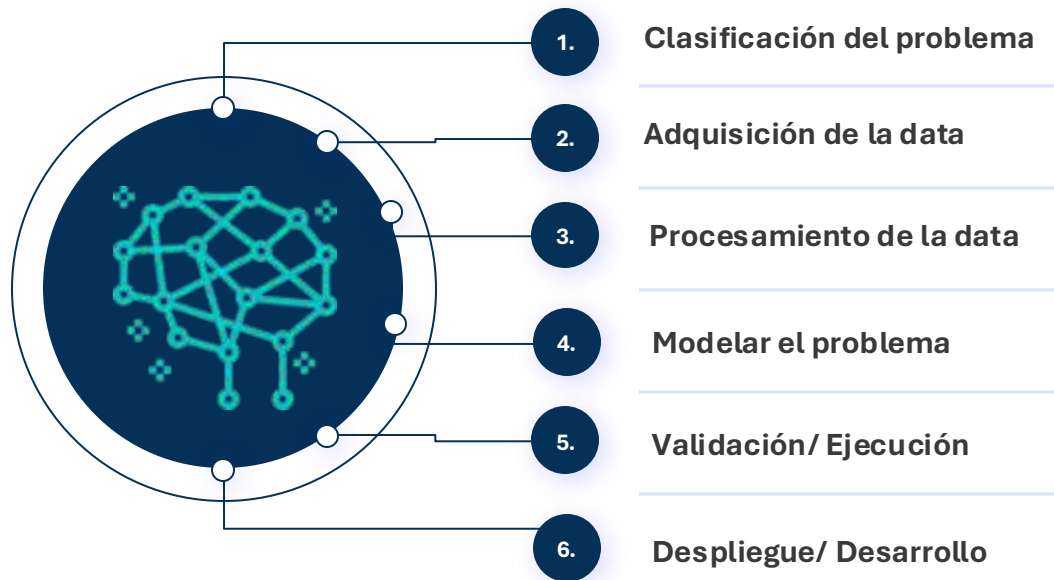 1. Clasificación del problema
2. Adquisición de la data
3. Procesamiento de la data
4. Modelar el problema
5. Validación/ Ejecución
6. Despliegue/ Desarrollo